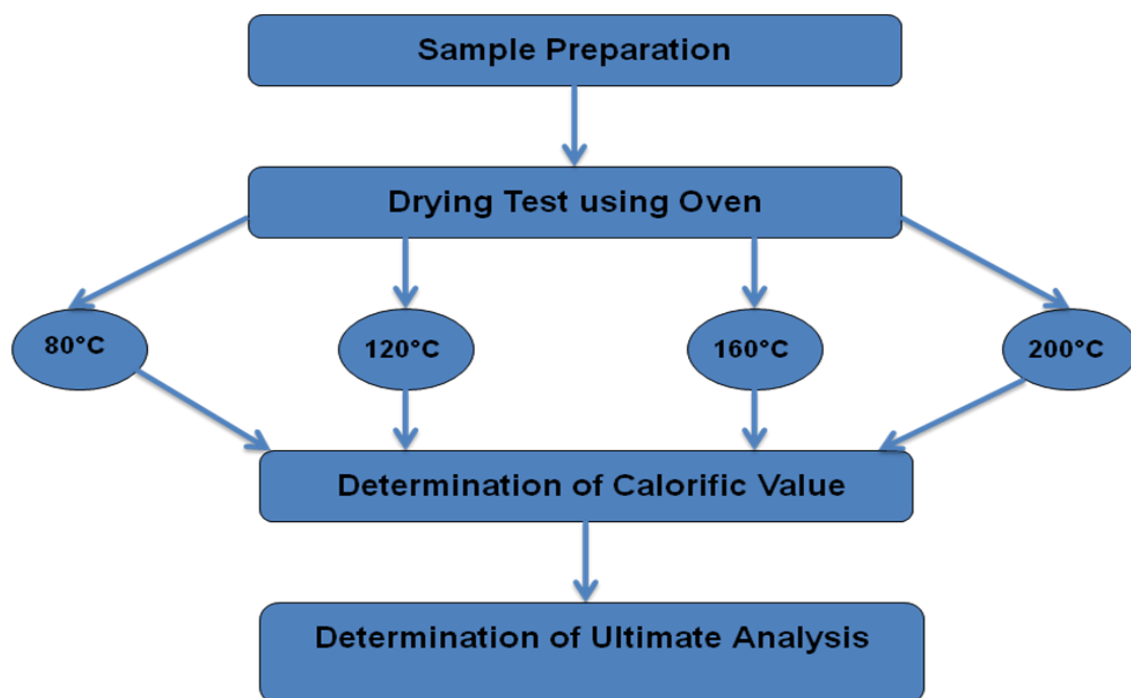 Sample Preparation
Drying Test using Oven
80°C
120°C
160°C
200°C
Determination of Calorific Value
Determination of Ultimate Analysis